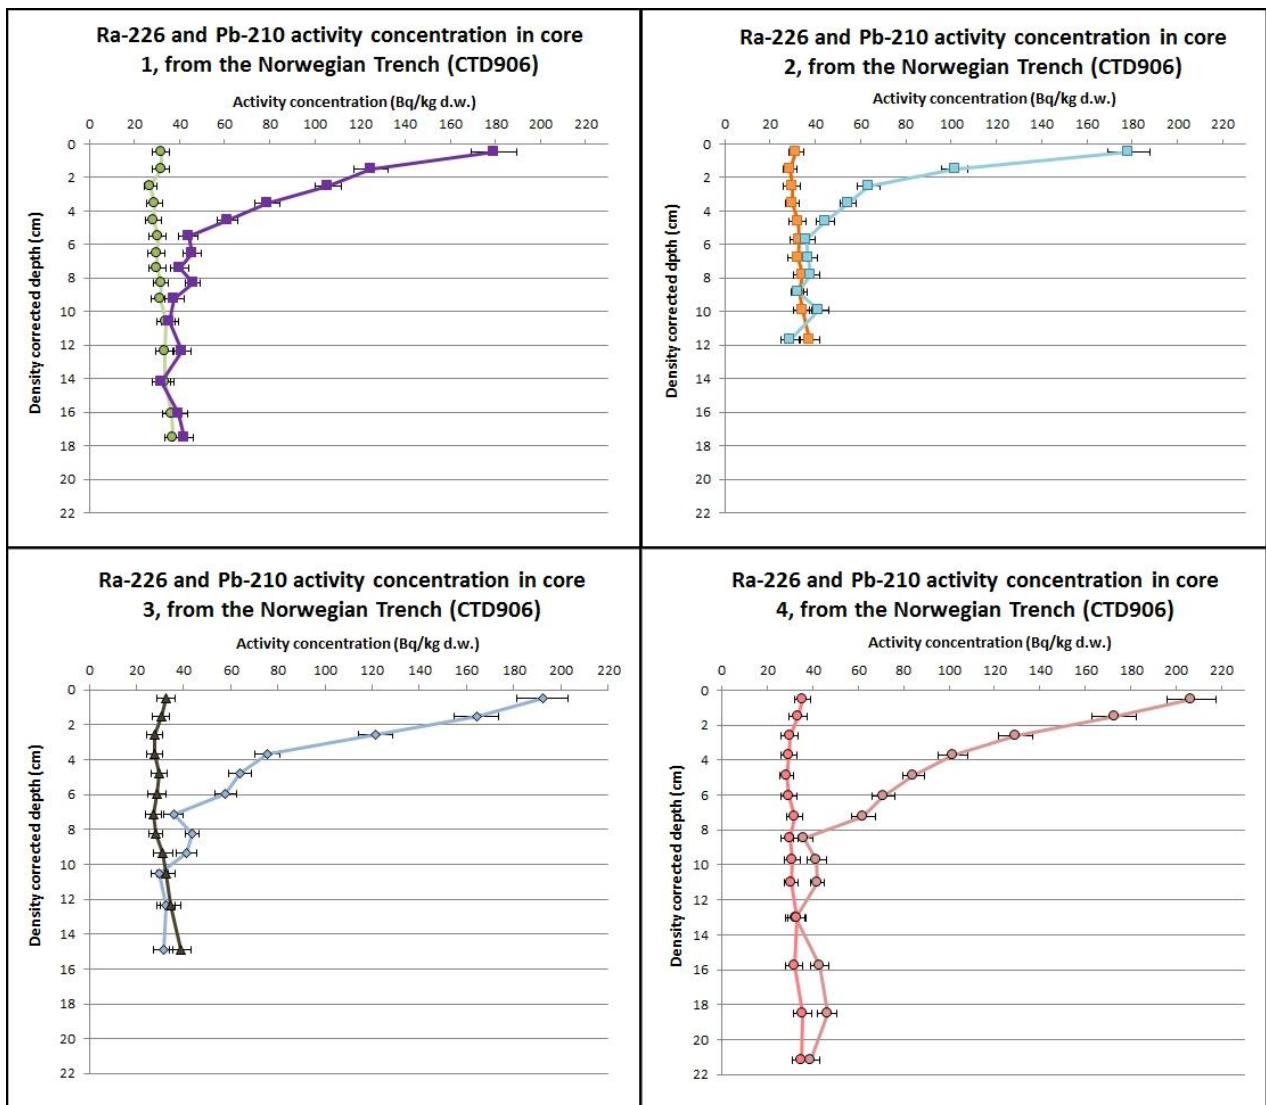 Ra-226 and Pb-210 activity concentration in core
1, from the Norwegian Trench (CTD906)
Activity concentration (Bq/kg d.w.)
0 20 40 60 80 100 120 140 160 180 200 220
Density corrected depth (cm)
0
2
4
6
8
10
12
14
16
18
20
22
Ra-226 and Pb-210 activity concentration in core
2, from the Norwegian Trench (CTD906)
Activity concentration (Bq/kg d.w.)
0 20 40 60 80 100 120 140 160 180 200 220
Density corrected dpth (cm)
0
2
4
6
8
10
12
14
16
18
20
22
Ra-226 and Pb-210 activity concentration in core
3, from the Norwegian Trench (CTD906)
Activity concentration (Bq/kg d.w.)
0 20 40 60 80 100 120 140 160 180 200 220
Density corrected depth (cm)
0
2
4
6
8
10
12
14
16
18
20
22
Ra-226 and Pb-210 activity concentration in core
4, from the Norwegian Trench (CTD906)
Activity concentration (Bq/kg d.w.)
0 20 40 60 80 100 120 140 160 180 200 220
Density corrected depth (cm)
0
2
4
6
8
10
12
14
16
18
20
22